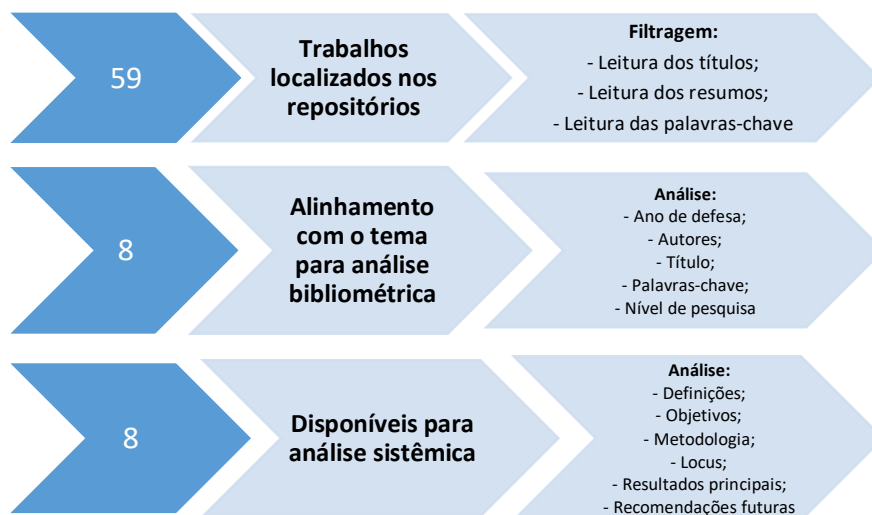 59
Trabalhos
localizados nos
repositórios
Filtragem:
- Leitura dos títulos;
- Leitura dos resumos;
- Leitura das palavras-chave
8
Alinhamento
com o tema
para análise
bibliométrica
Análise:
- Ano de defesa;
- Autores;
- Título;
- Palavras-chave;
- Nível de pesquisa
8
Disponíveis para
análise sistêmica
Análise:
- Definições;
- Objetivos;
- Metodologia;
- Locus;
- Resultados principais;
- Recomendações futuras